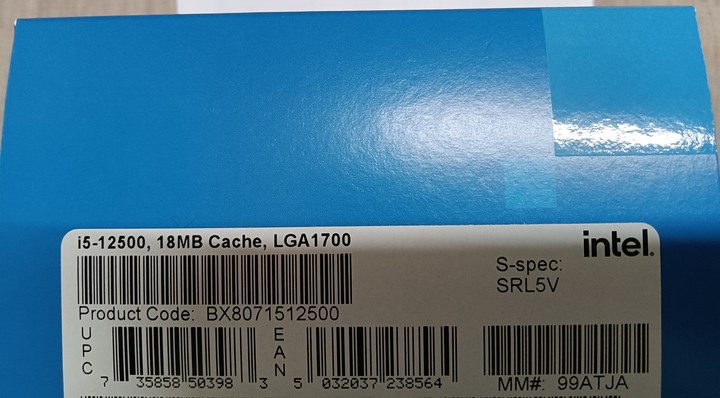 i5-12500, 18MB Cache, LGA1700
intel.
S-spec:
SRL5V
Product Code: BX8071512500
UPC
7 35858 50398 3
EAN
5 032037 238564
MM#: 99ATJA